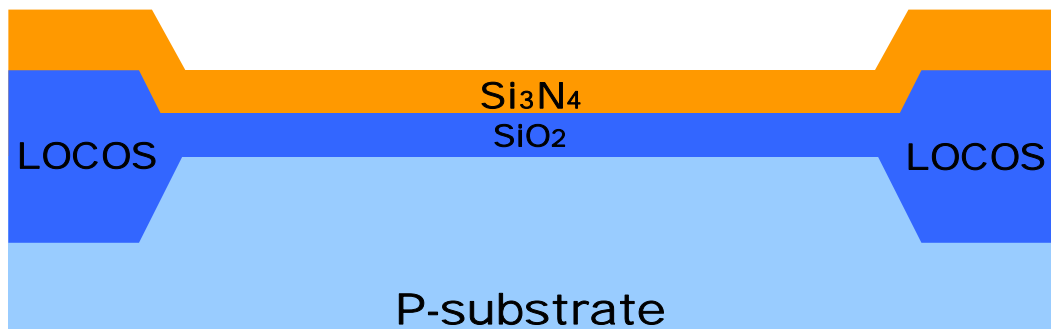 Si3N4
SiO2
LOCOS
LOCOS
P-substrate